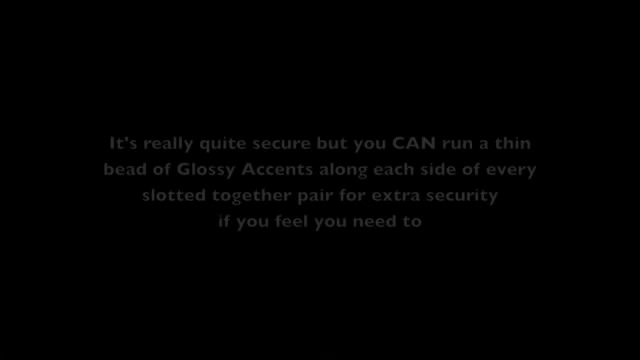 It's really quite secure but you CAN run a thin
bead of Glossy Accents along each side of every
slotted together pair for extra security
if you feel you need to